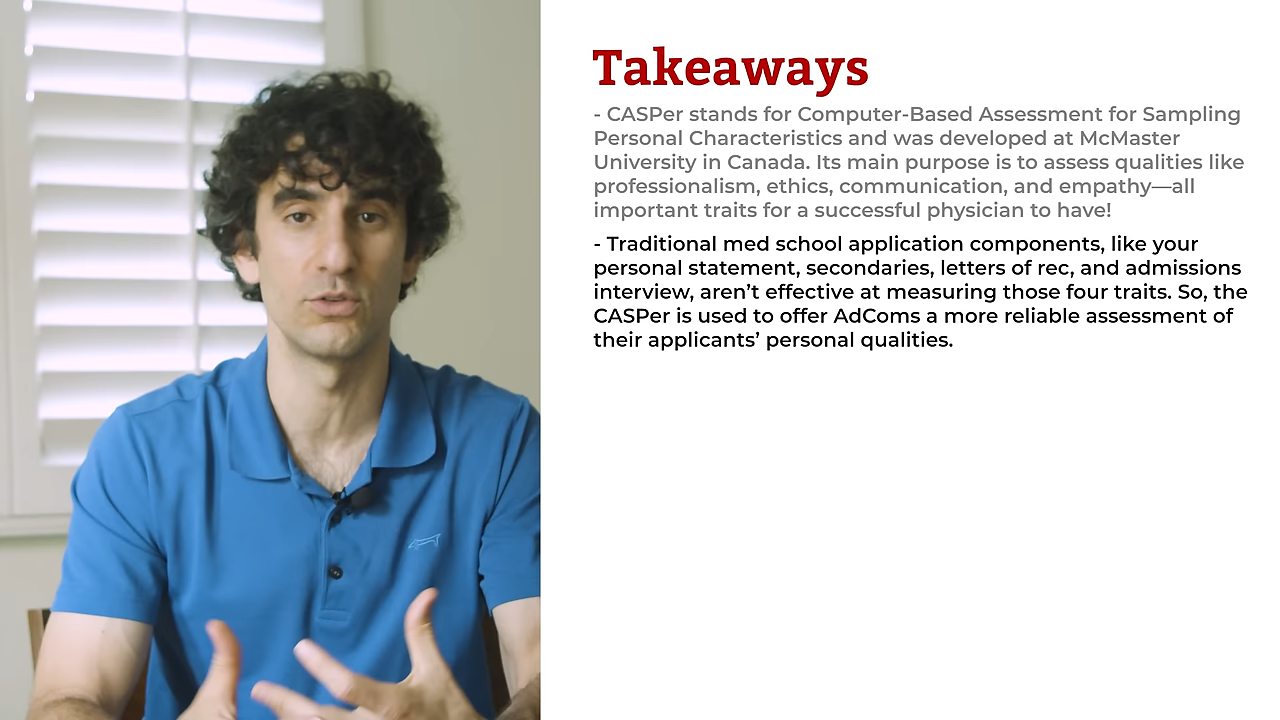 Takeaways
- CASPer stands for Computer-Based Assessment for Sampling
Personal Characteristics and was developed at McMaster
University in Canada. Its main purpose is to assess qualities like
professionalism, ethics, communication, and empathy—all
important traits for a successful physician to have!
- Traditional med school application components, like your
personal statement, secondaries, letters of rec, and admissions
interview, aren’t effective at measuring those four traits. So, the
CASPer is used to offer AdComs a more reliable assessment of
their applicants’ personal qualities.